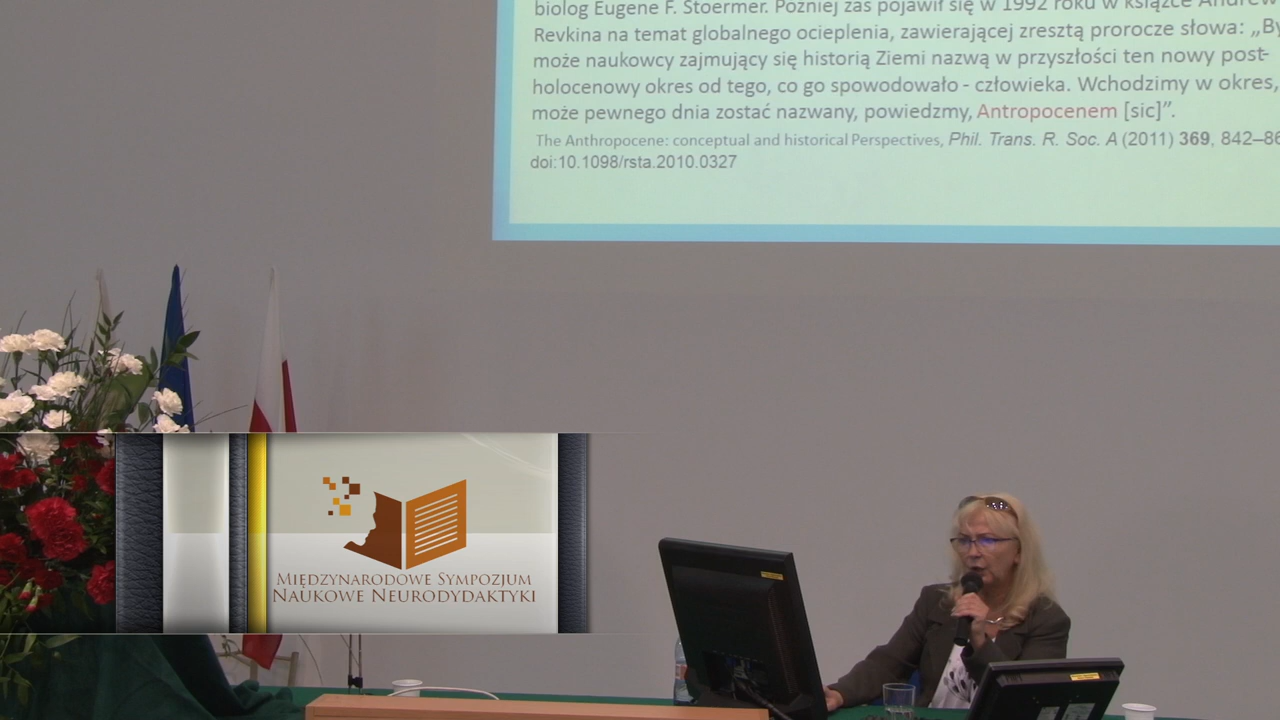 biolog Eugene F. Stoermer. Później zaś pojawił się w 1992 roku w książce Andrew
Revkina na temat globalnego ocieplenia, zawierającej zresztą prorocze słowa: „By
może naukowcy zajmujący się historią Ziemi nazwą w przyszłości ten nowy post-
holocenowy okres od tego, co go spowodowało - człowieka. Wchodzimy w okres,
może pewnego dnia zostać nazwany, powiedzmy, Antropocenem [sic]”.
The Anthropocene: conceptual and historical Perspectives, Phil. Trans. R. Soc. A (2011) 369, 842–86
doi:10.1098/rsta.2010.0327
Międzynarodowe Sympozjum
Naukowe Neurodydaktyki